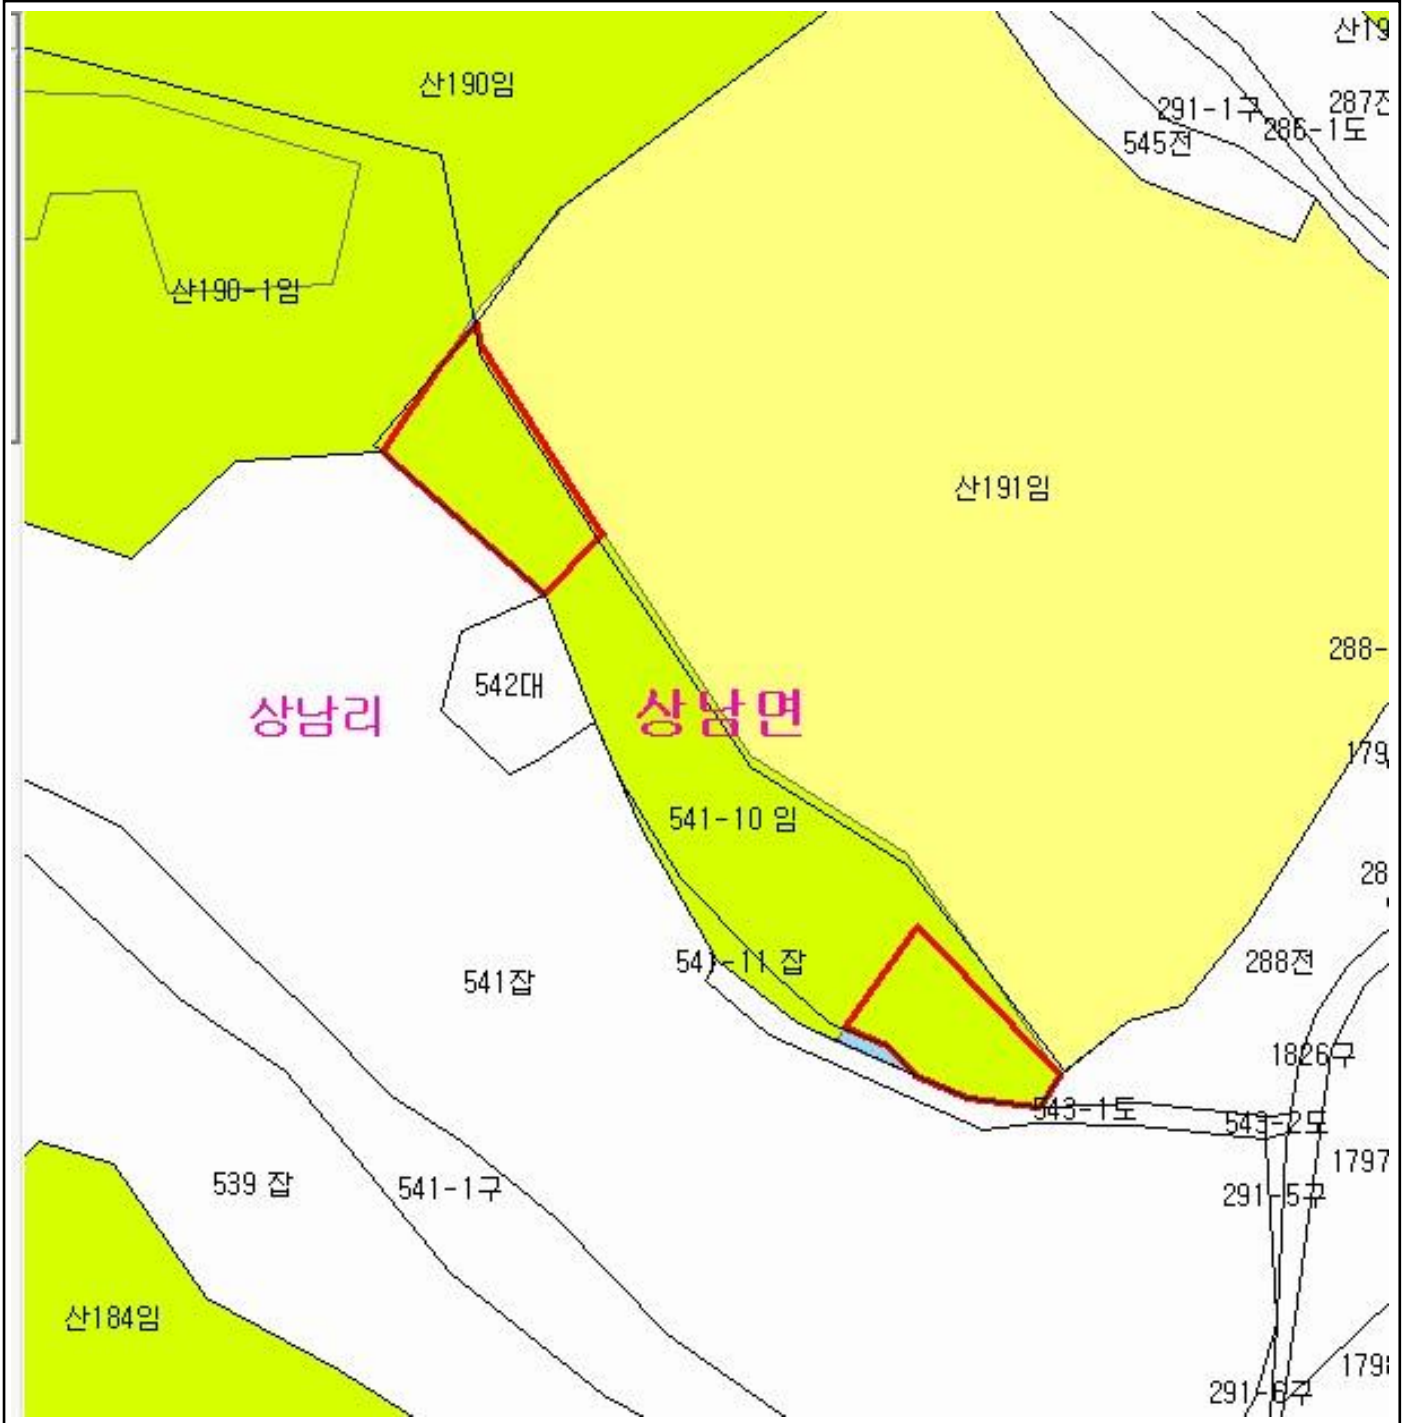 산19
산190임
291-1구
287전
286-1도
545전
산190-1임
산191임
288-
542대
상남리
상남면
179
541-10 임
28
541-11 잡
288전
541잡
1826구
543-1도
543-2도
1797
539 잡
541-1구
291-5구
산184임
179
291-6구